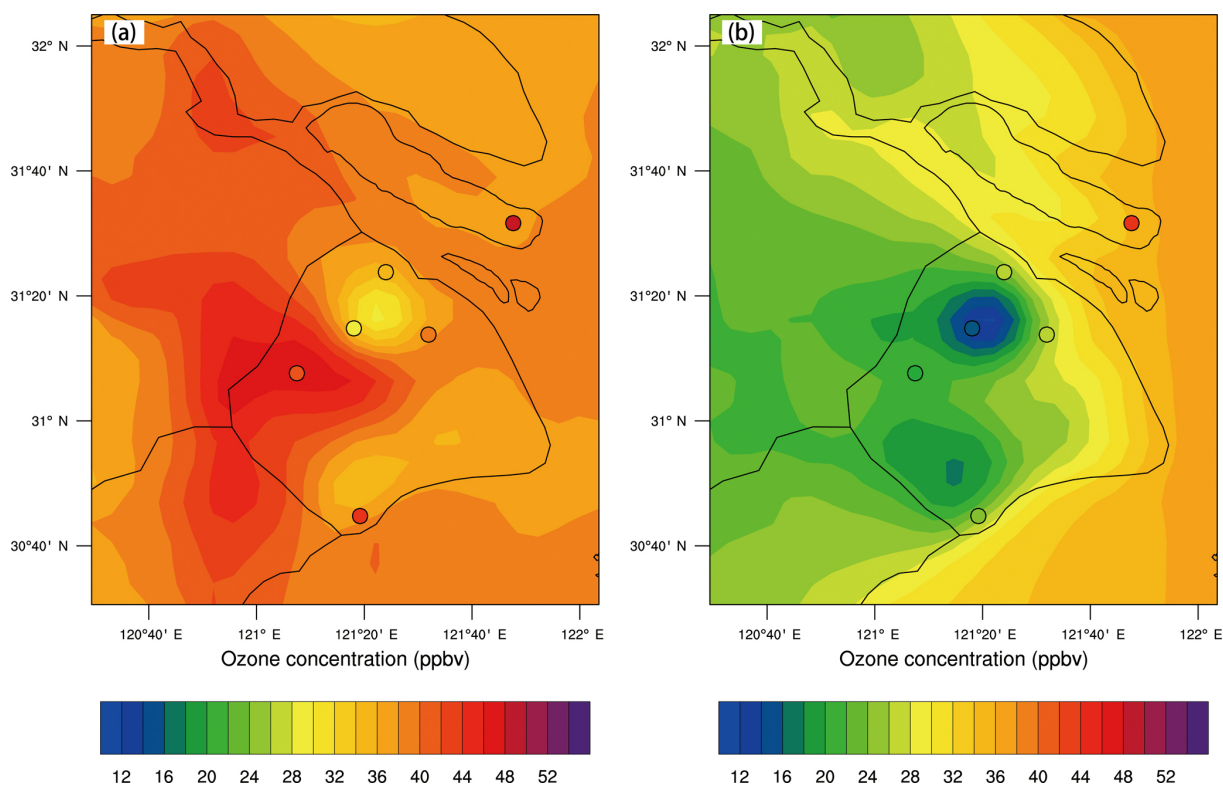 (a)
(b)
32° N
31°40' N
31°20' N
31° N
30°40' N
120°40' E 121° E 121°20' E 121°40' E 122° E
Ozone concentration (ppbv)
12 16 20 24 28 32 36 40 44 48 52
32° N
31°40' N
31°20' N
31° N
30°40' N
120°40' E 121° E 121°20' E 121°40' E 122° E
Ozone concentration (ppbv)
12 16 20 24 28 32 36 40 44 48 52